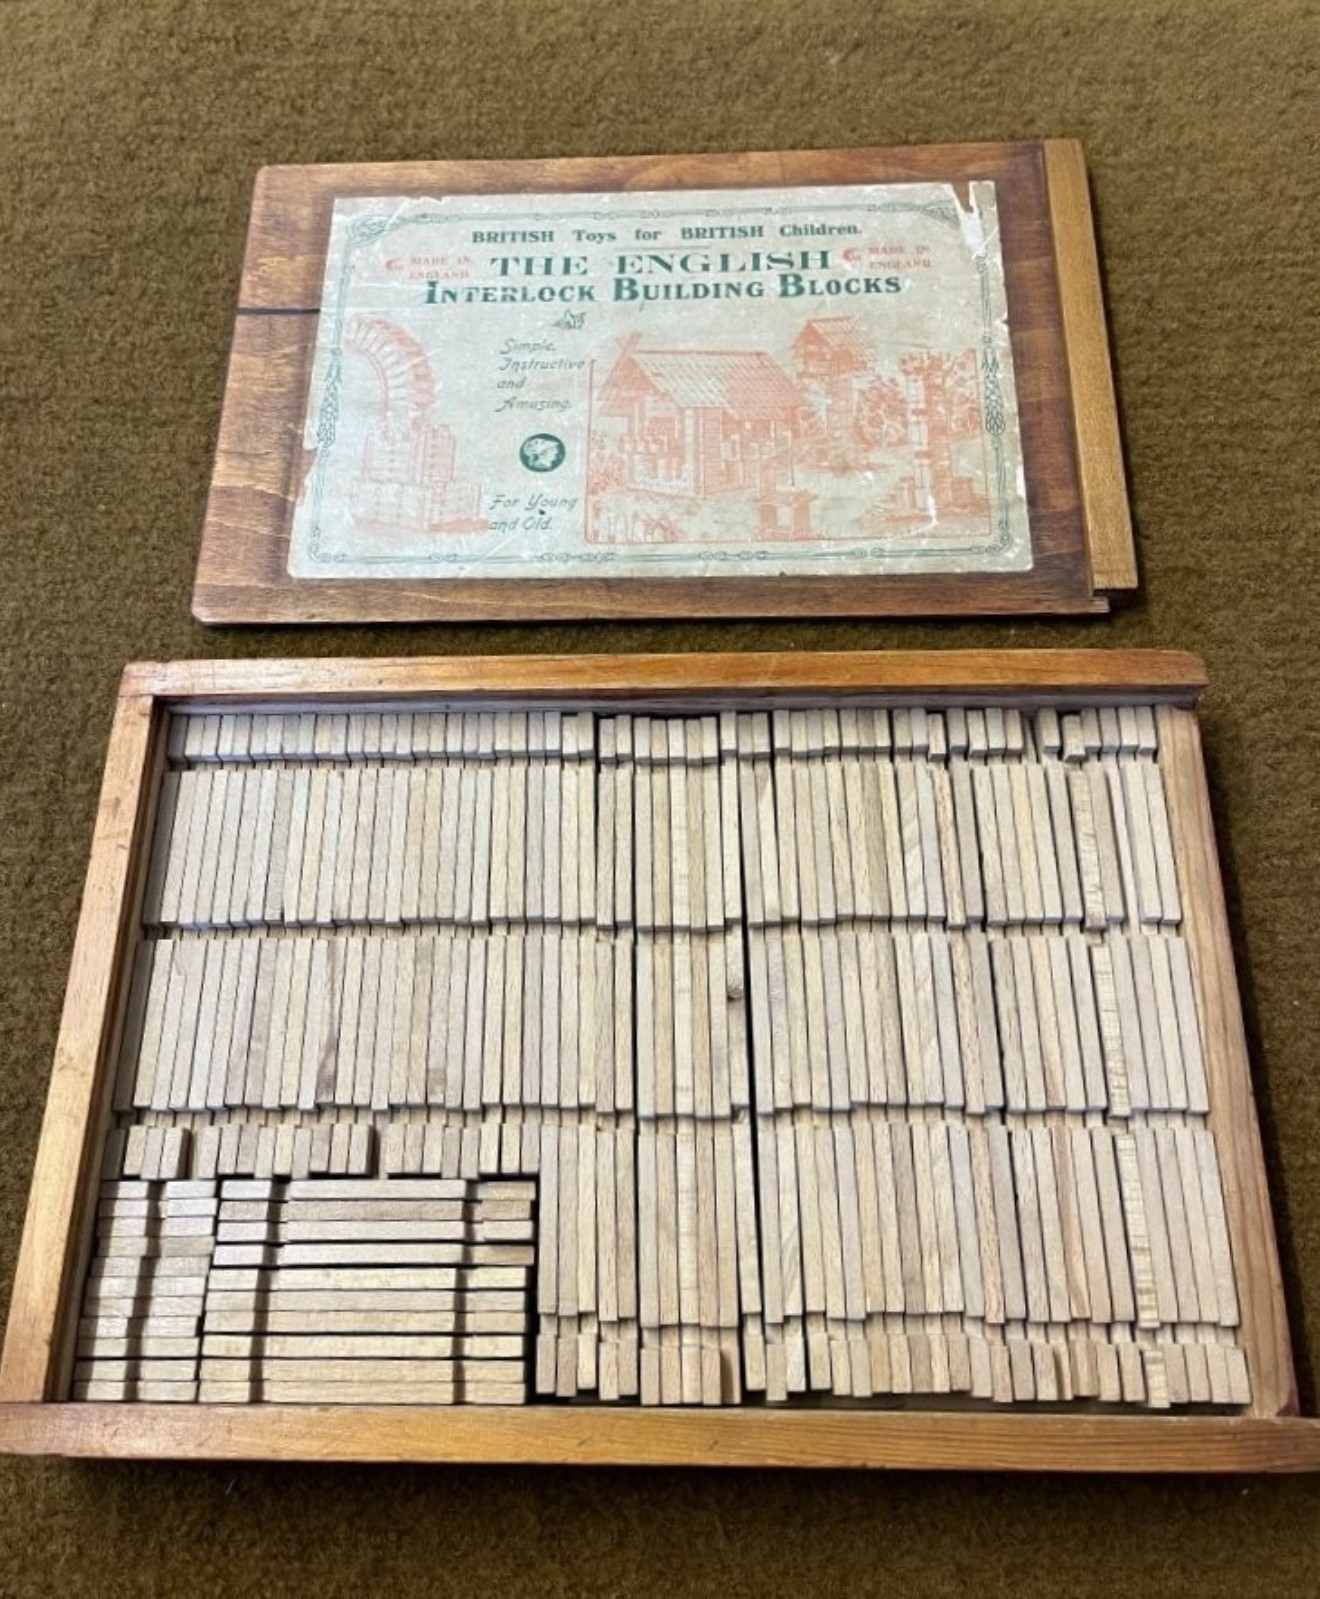 BRITISH Toys for BRITISH Children.
MADE IN ENGLAND
THE ENGLISH
MADE IN ENGLAND
INTERLOCK BUILDING BLOCKS
Simple,
Instructive
and
Amusing.
For Young
and Old.